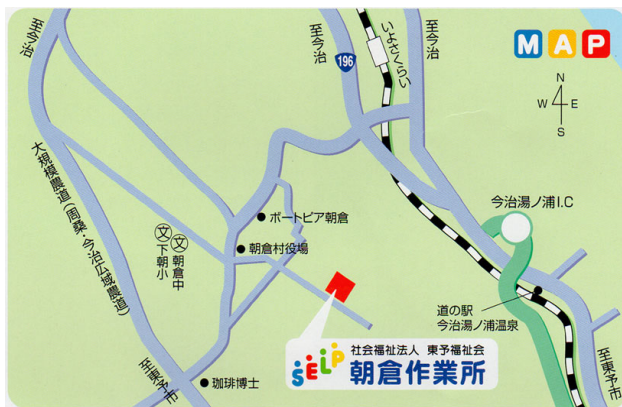 MAP
N
W E
S
至今治
至今治
196
いよさくらい
至今治
大規模農道(周桑・今治広域農道)
今治湯ノ浦I.C
ボートピア朝倉
文 文
下朝小
朝倉中
朝倉村役場
道の駅
今治湯ノ浦温泉
SELP
社会福祉法人 東予福祉会
朝倉作業所
至東予市
珈琲博士
至東予市